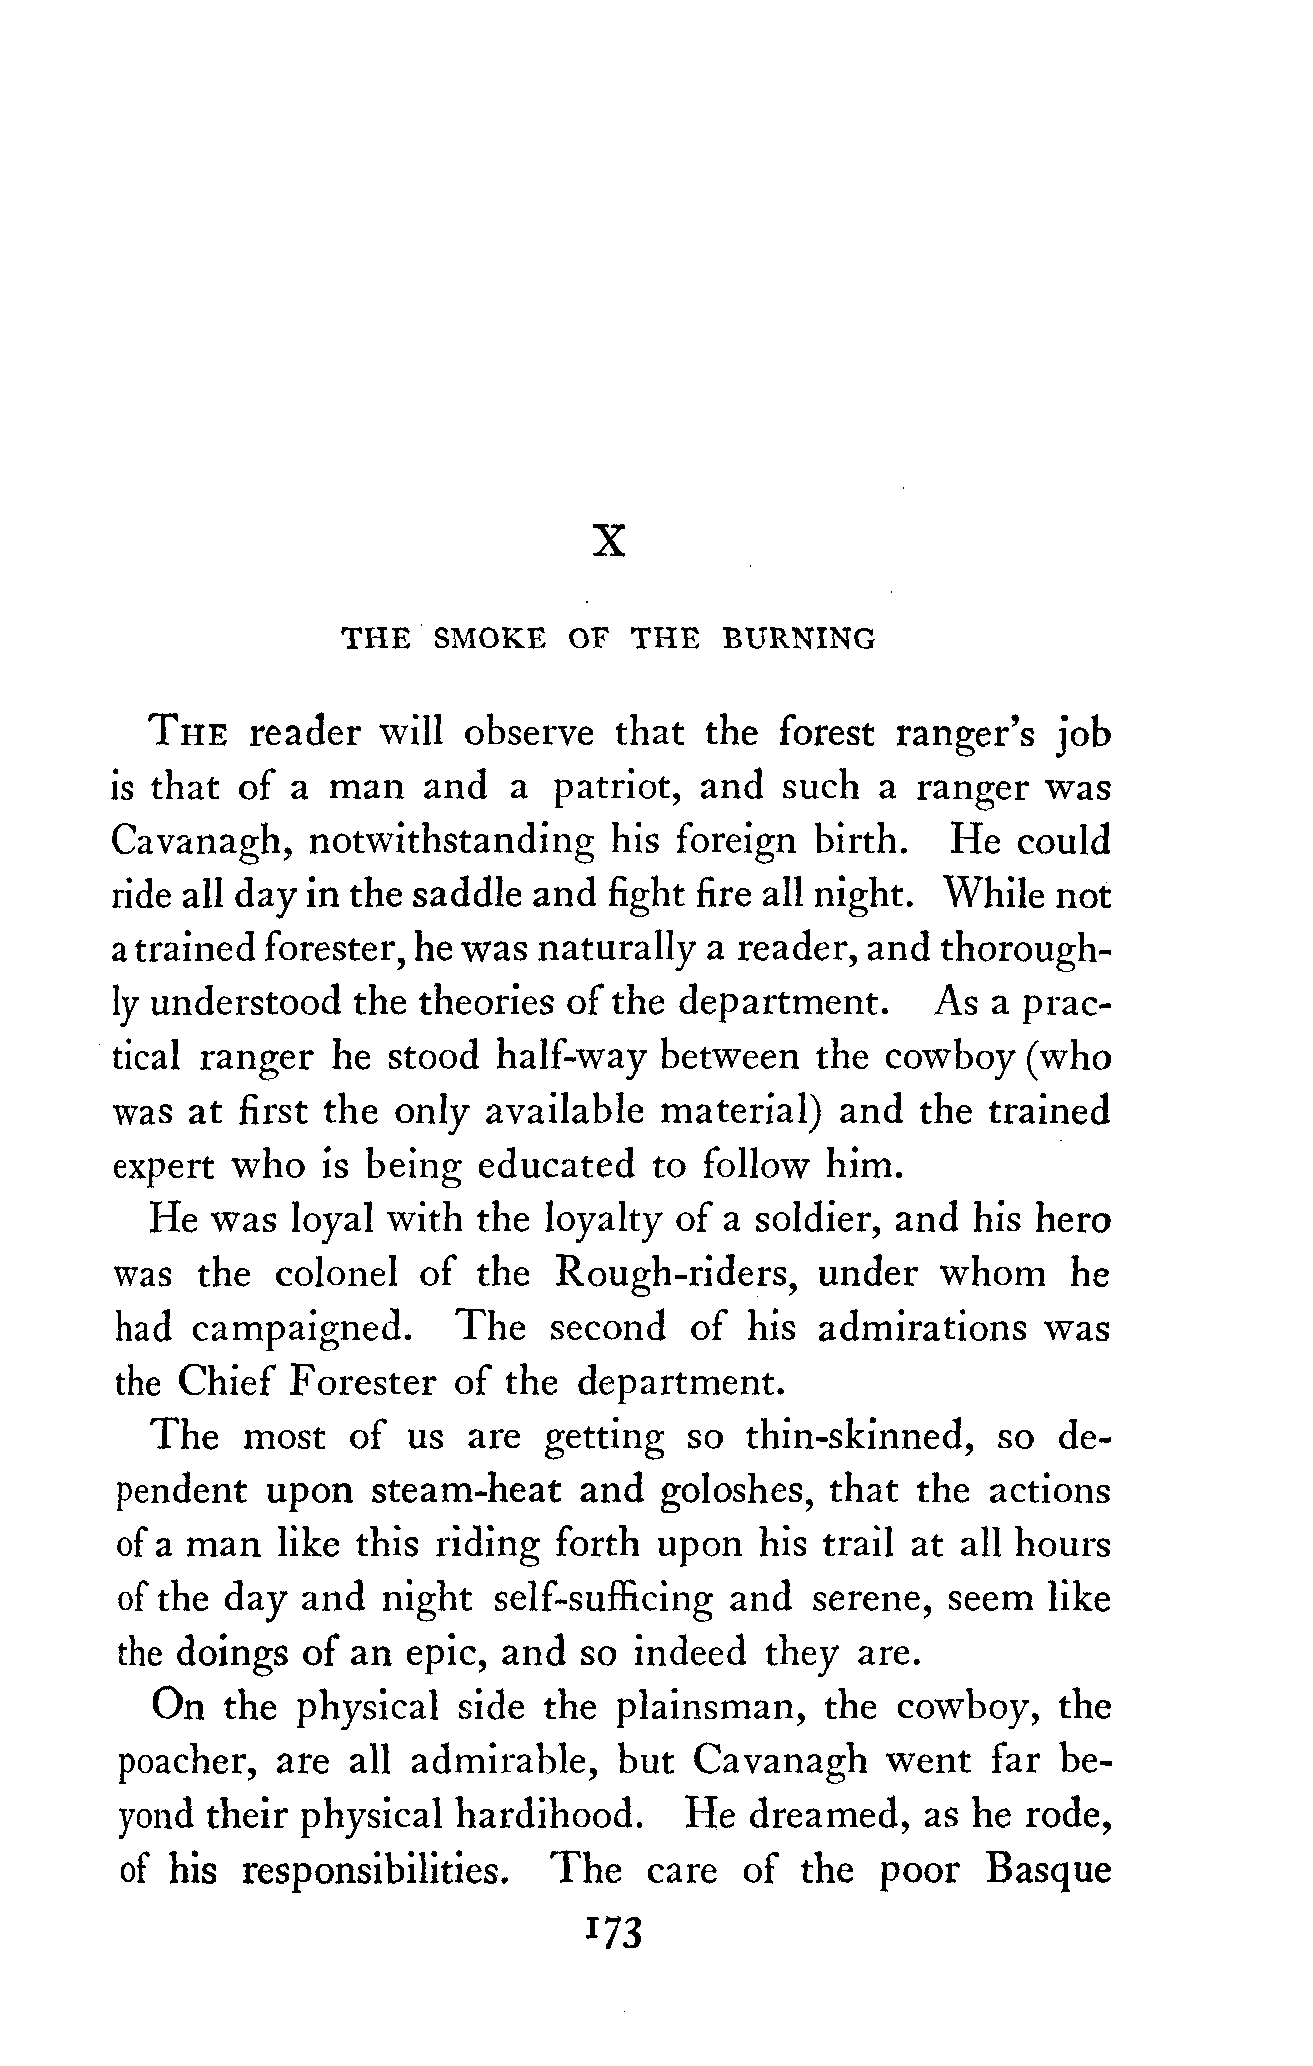 X
THE SMOKE OF THE BURNING
THE reader will observe that the forest ranger's job
is that of a man and a patriot, and such a ranger was
Cavanagh, notwithstanding his foreign birth. He could
ride all day in the saddle and fight fire all night. While not
a trained forester, he was naturally a reader, and thorough-
ly understood the theories of the department. As a prac-
tical ranger he stood half-way between the cowboy (who
was at first the only available material) and the trained
expert who is being educated to follow him.
He was loyal with the loyalty of a soldier, and his hero
was the colonel of the Rough-riders, under whom he
had campaigned. The second of his admirations was
the Chief Forester of the department.
The most of us are getting so thin-skinned, so de-
pendent upon steam-heat and goloshes, that the actions
of a man like this riding forth upon his trail at all hours
of the day and night self-sufficing and serene, seem like
the doings of an epic, and so indeed they are.
On the physical side the plainsman, the cowboy, the
poacher, are all admirable, but Cavanagh went far be-
yond their physical hardihood. He dreamed, as he rode,
of his responsibilities. The care of the poor Basque
173